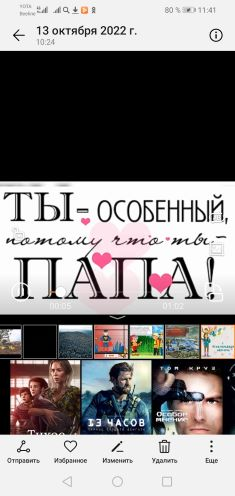 YOTA
Beeline
80 %
11:41
13 октября 2022 г.
10:24
ТЫ- ОСОБЕННЫЙ,
потому что ты -
ПАПА!
00:05
01:02
Тихое
13 ЧАСОВ
ТОМ КРУЗ
Особое
мнение
Отправить
Избранное
Изменить
Удалить
Еще